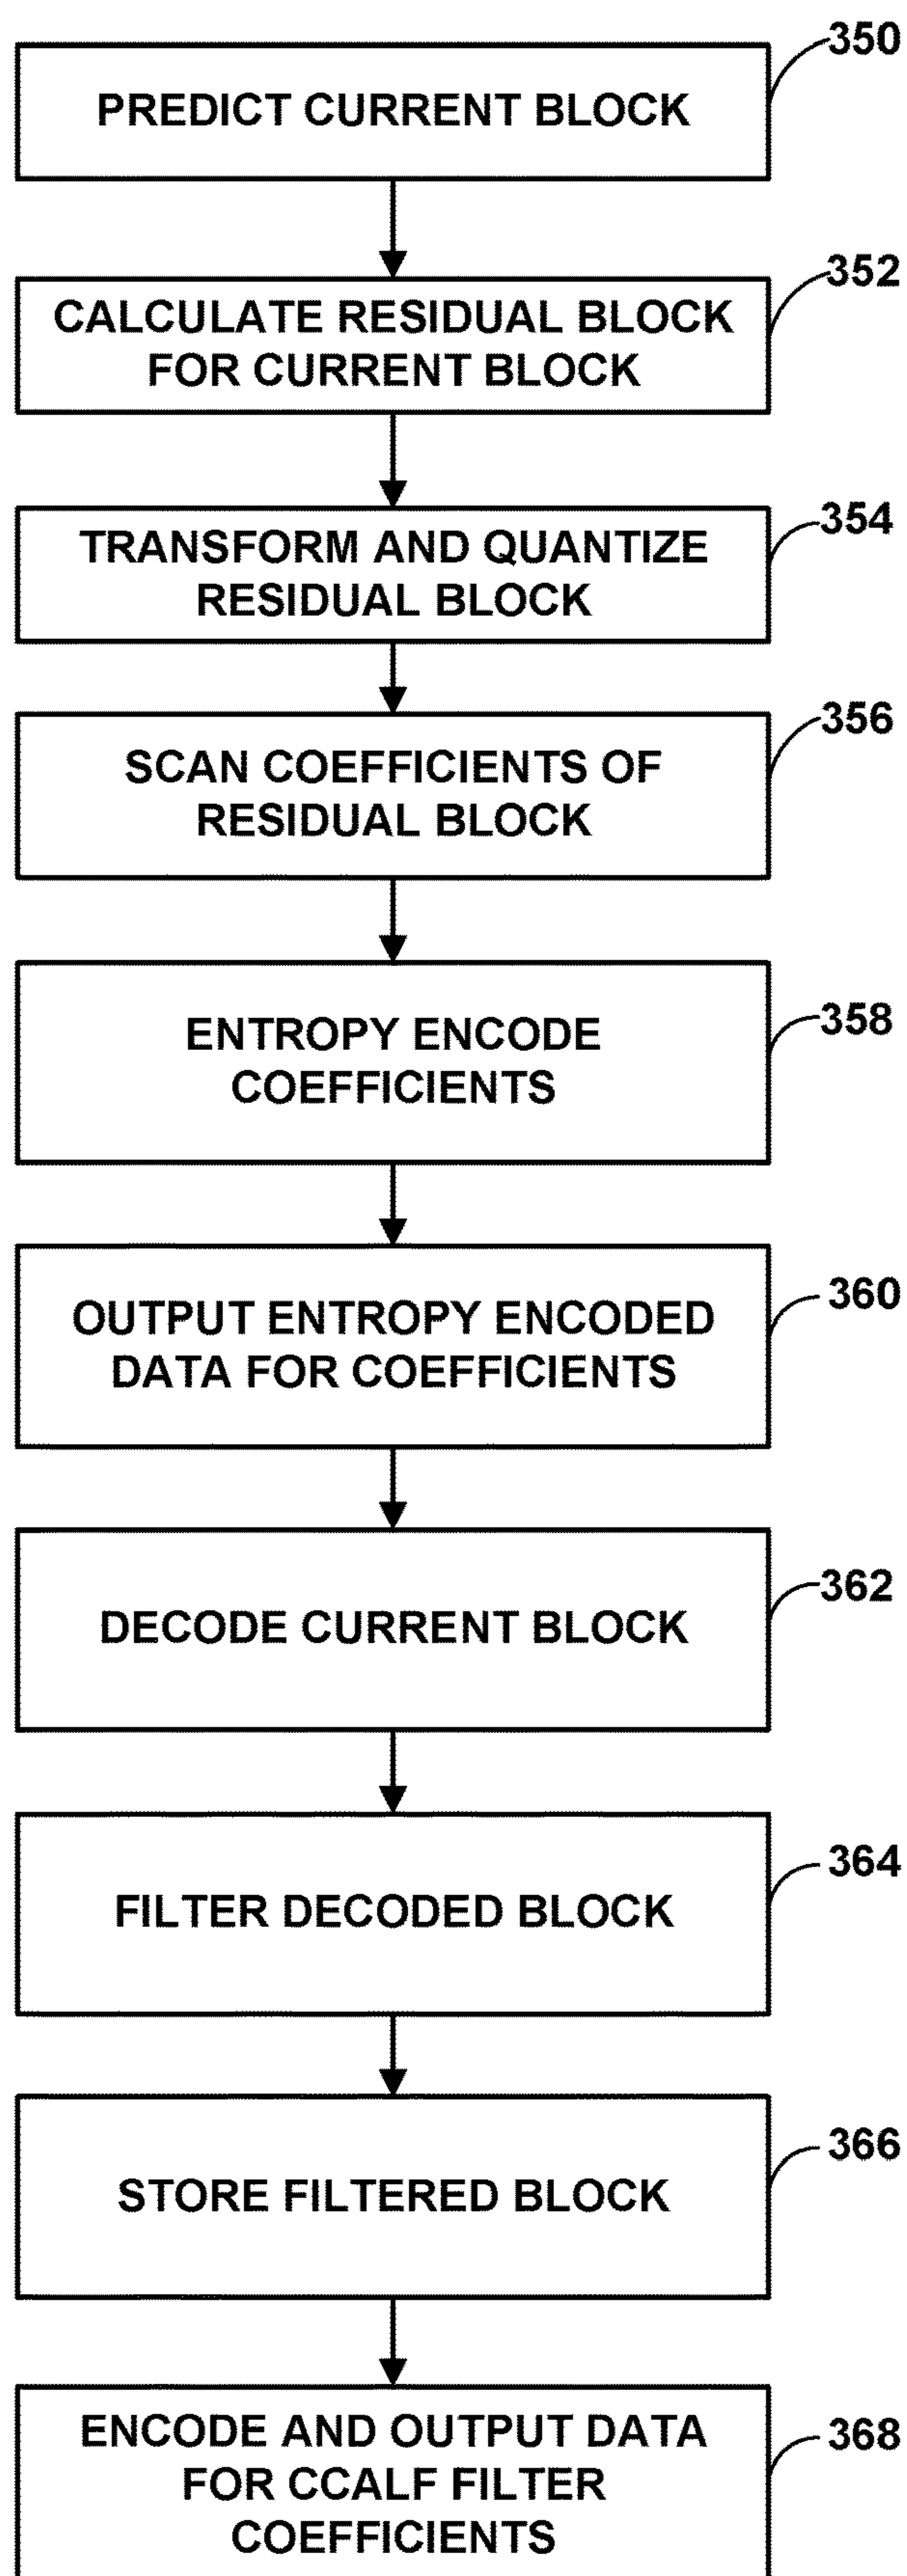 350
PREDICT CURRENT BLOCK
352
CALCULATE RESIDUAL BLOCK
FOR CURRENT BLOCK
354
TRANSFORM AND QUANTIZE
RESIDUAL BLOCK
356
SCAN COEFFICIENTS OF
RESIDUAL BLOCK
358
ENTROPY ENCODE
COEFFICIENTS
360
OUTPUT ENTROPY ENCODED
DATA FOR COEFFICIENTS
362
DECODE CURRENT BLOCK
364
FILTER DECODED BLOCK
366
STORE FILTERED BLOCK
368
ENCODE AND OUTPUT DATA
FOR CCALF FILTER
COEFFICIENTS